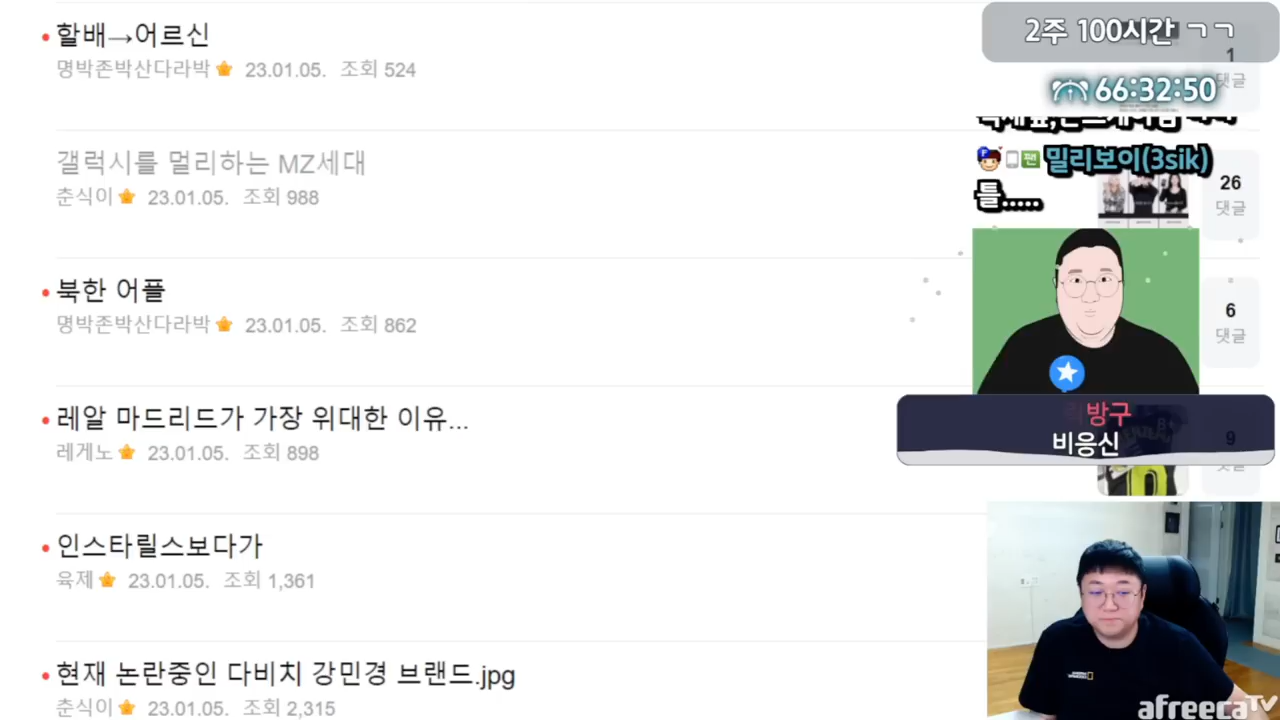 할배→어르신
명박존박산다라박 23.01.05. 조회 524
갤럭시를 멀리하는 MZ세대
춘식이 23.01.05. 조회 988
북한 어플
명박존박산다라박 23.01.05. 조회 862
레알 마드리드가 가장 위대한 이유...
레게노 23.01.05. 조회 898
인스타릴스보다가
육제 23.01.05. 조회 1,361
현재 논란중인 다비치 강민경 브랜드.jpg
춘식이 23.01.05. 조회 2,315
2주 100시간 ㄱㄱ
1
댓글
66:32:50
밀리보이(3sik)
틀.....
26
댓글
6
댓글
방구
비응신
9
댓글
afreecaTV